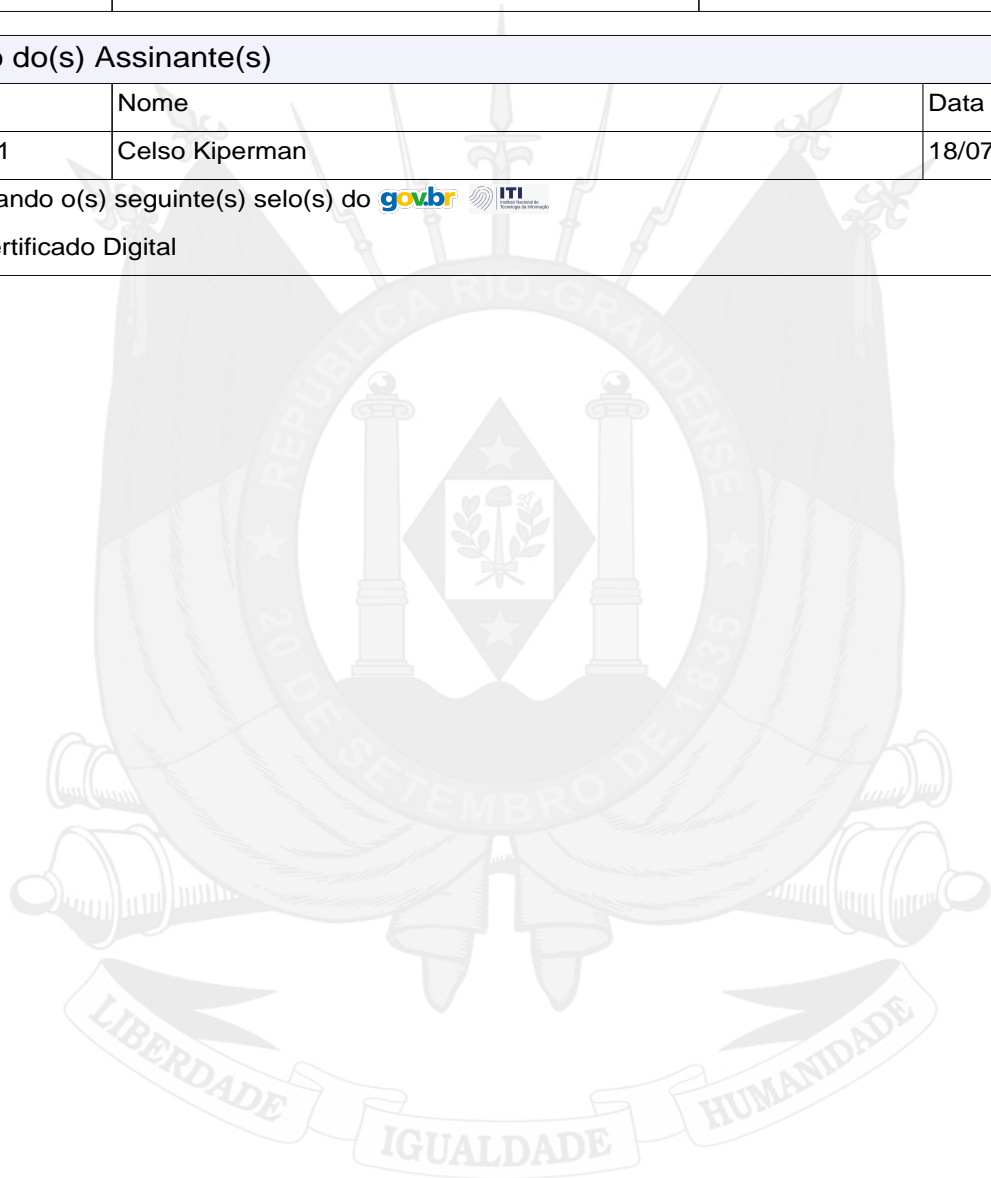 o do(s) Assinante(s)
Nome
Data
1
Celso Kiperman
18/07
ando o(s) seguinte(s) selo(s) do gov.br ITI
ertificado Digital
REPÚBLICA RIO-GRANDENSE
20 DE SETEMBRO DE 1835
LIBERDADE
IGUALDADE
HUMANIDADE